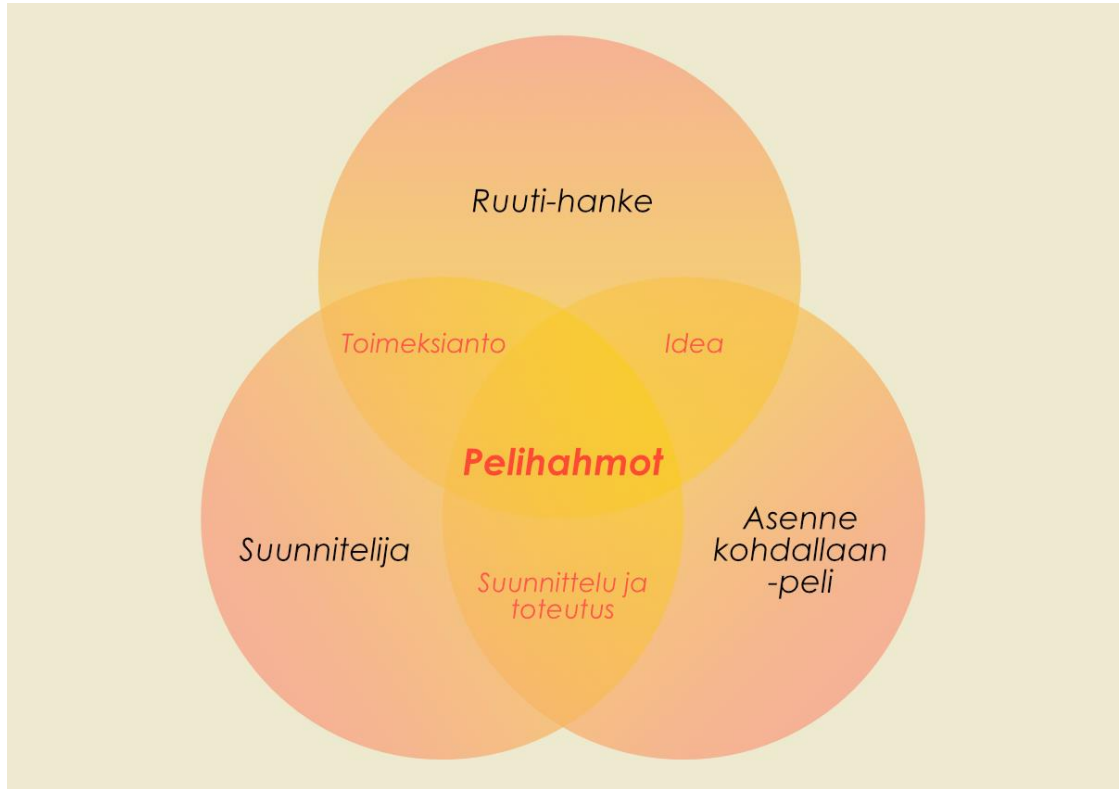 Ruuti-hanke
Toimeksianto
Idea
Pelihahmot
Suunnitelija
Asenne
kohdallaan
-peli
Suunnittelu ja
toteutus